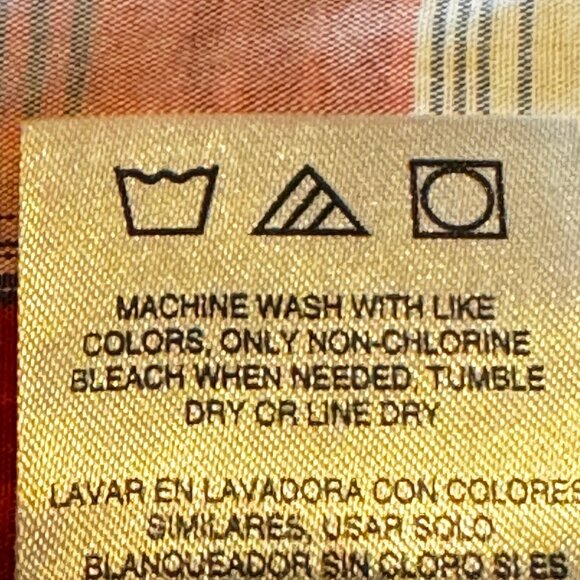 MACHINE WASH WITH LIKE
COLORS, ONLY NON-CHLORINE
BLEACH WHEN NEEDED, TUMBLE
DRY OR LINE DRY
LAVAR EN LAVADORA CON COLORES
SIMILARES, USAR SOLO
BLANQUEADOR SIN CLORO SI ES